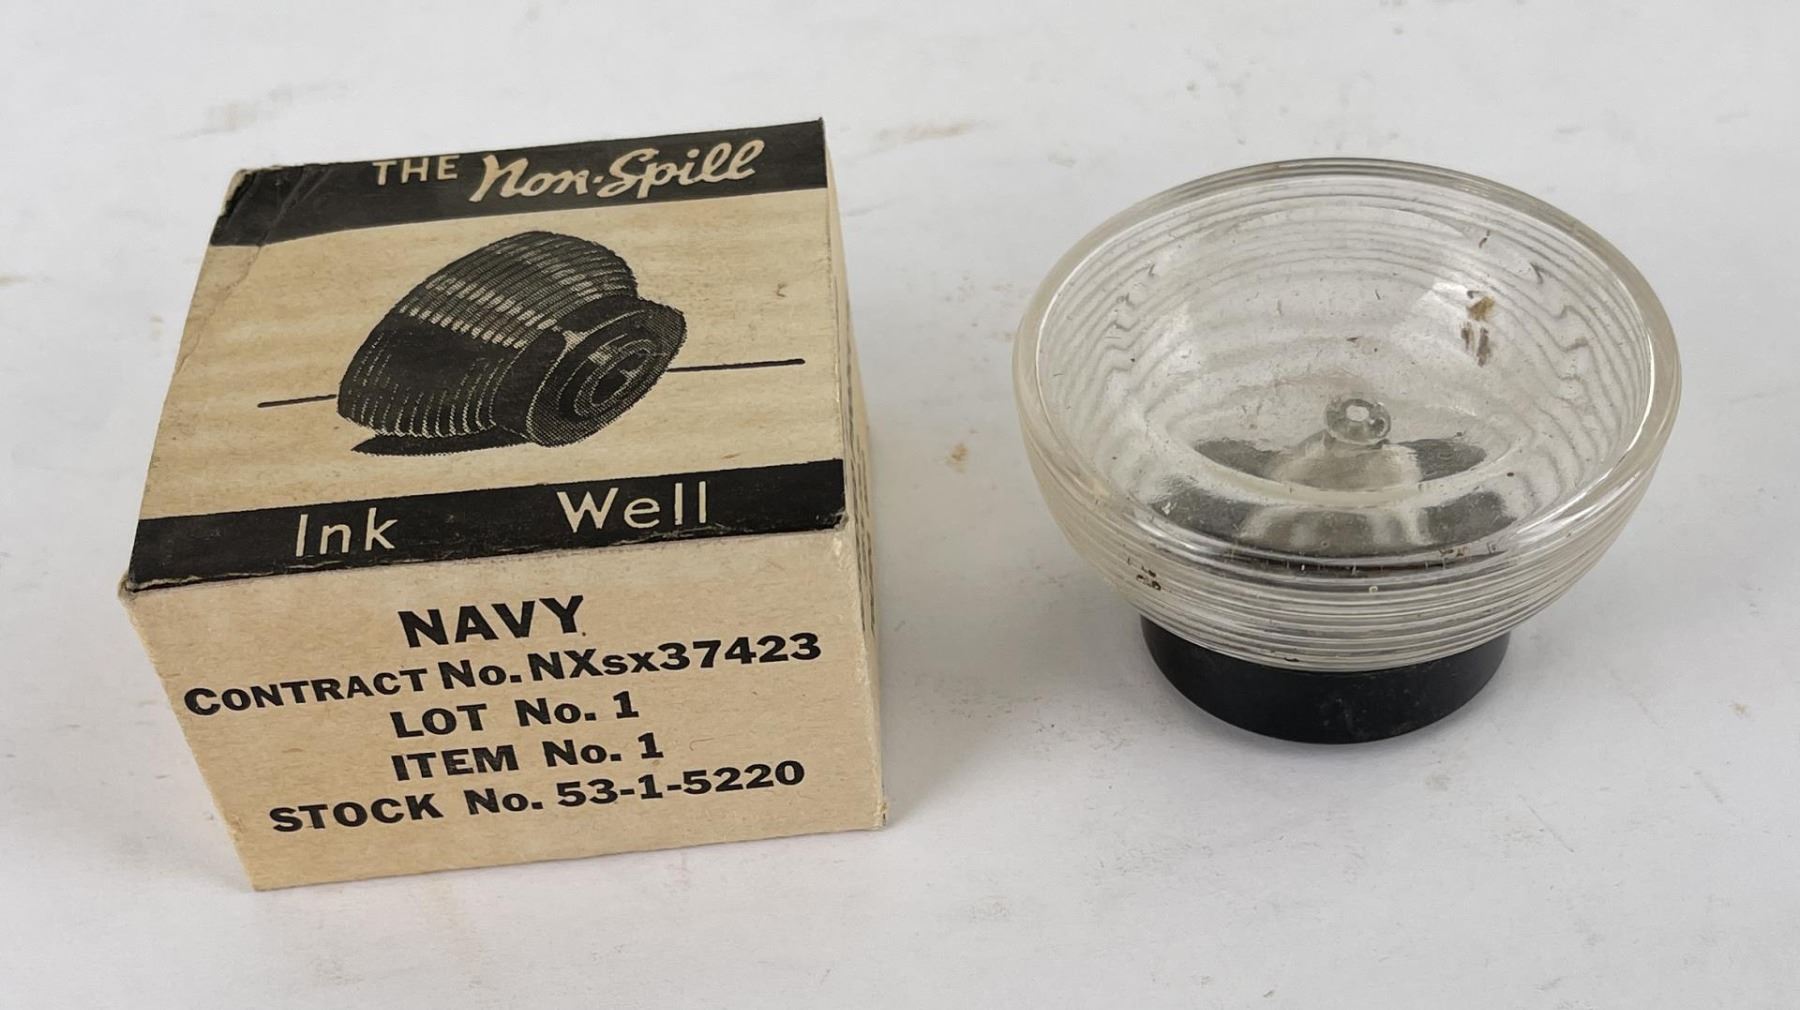 THE Non-Spill
Ink Well
NAVY
CONTRACT No. NXsx37423
LOT No. 1
ITEM No. 1
STOCK No. 53-1-5220